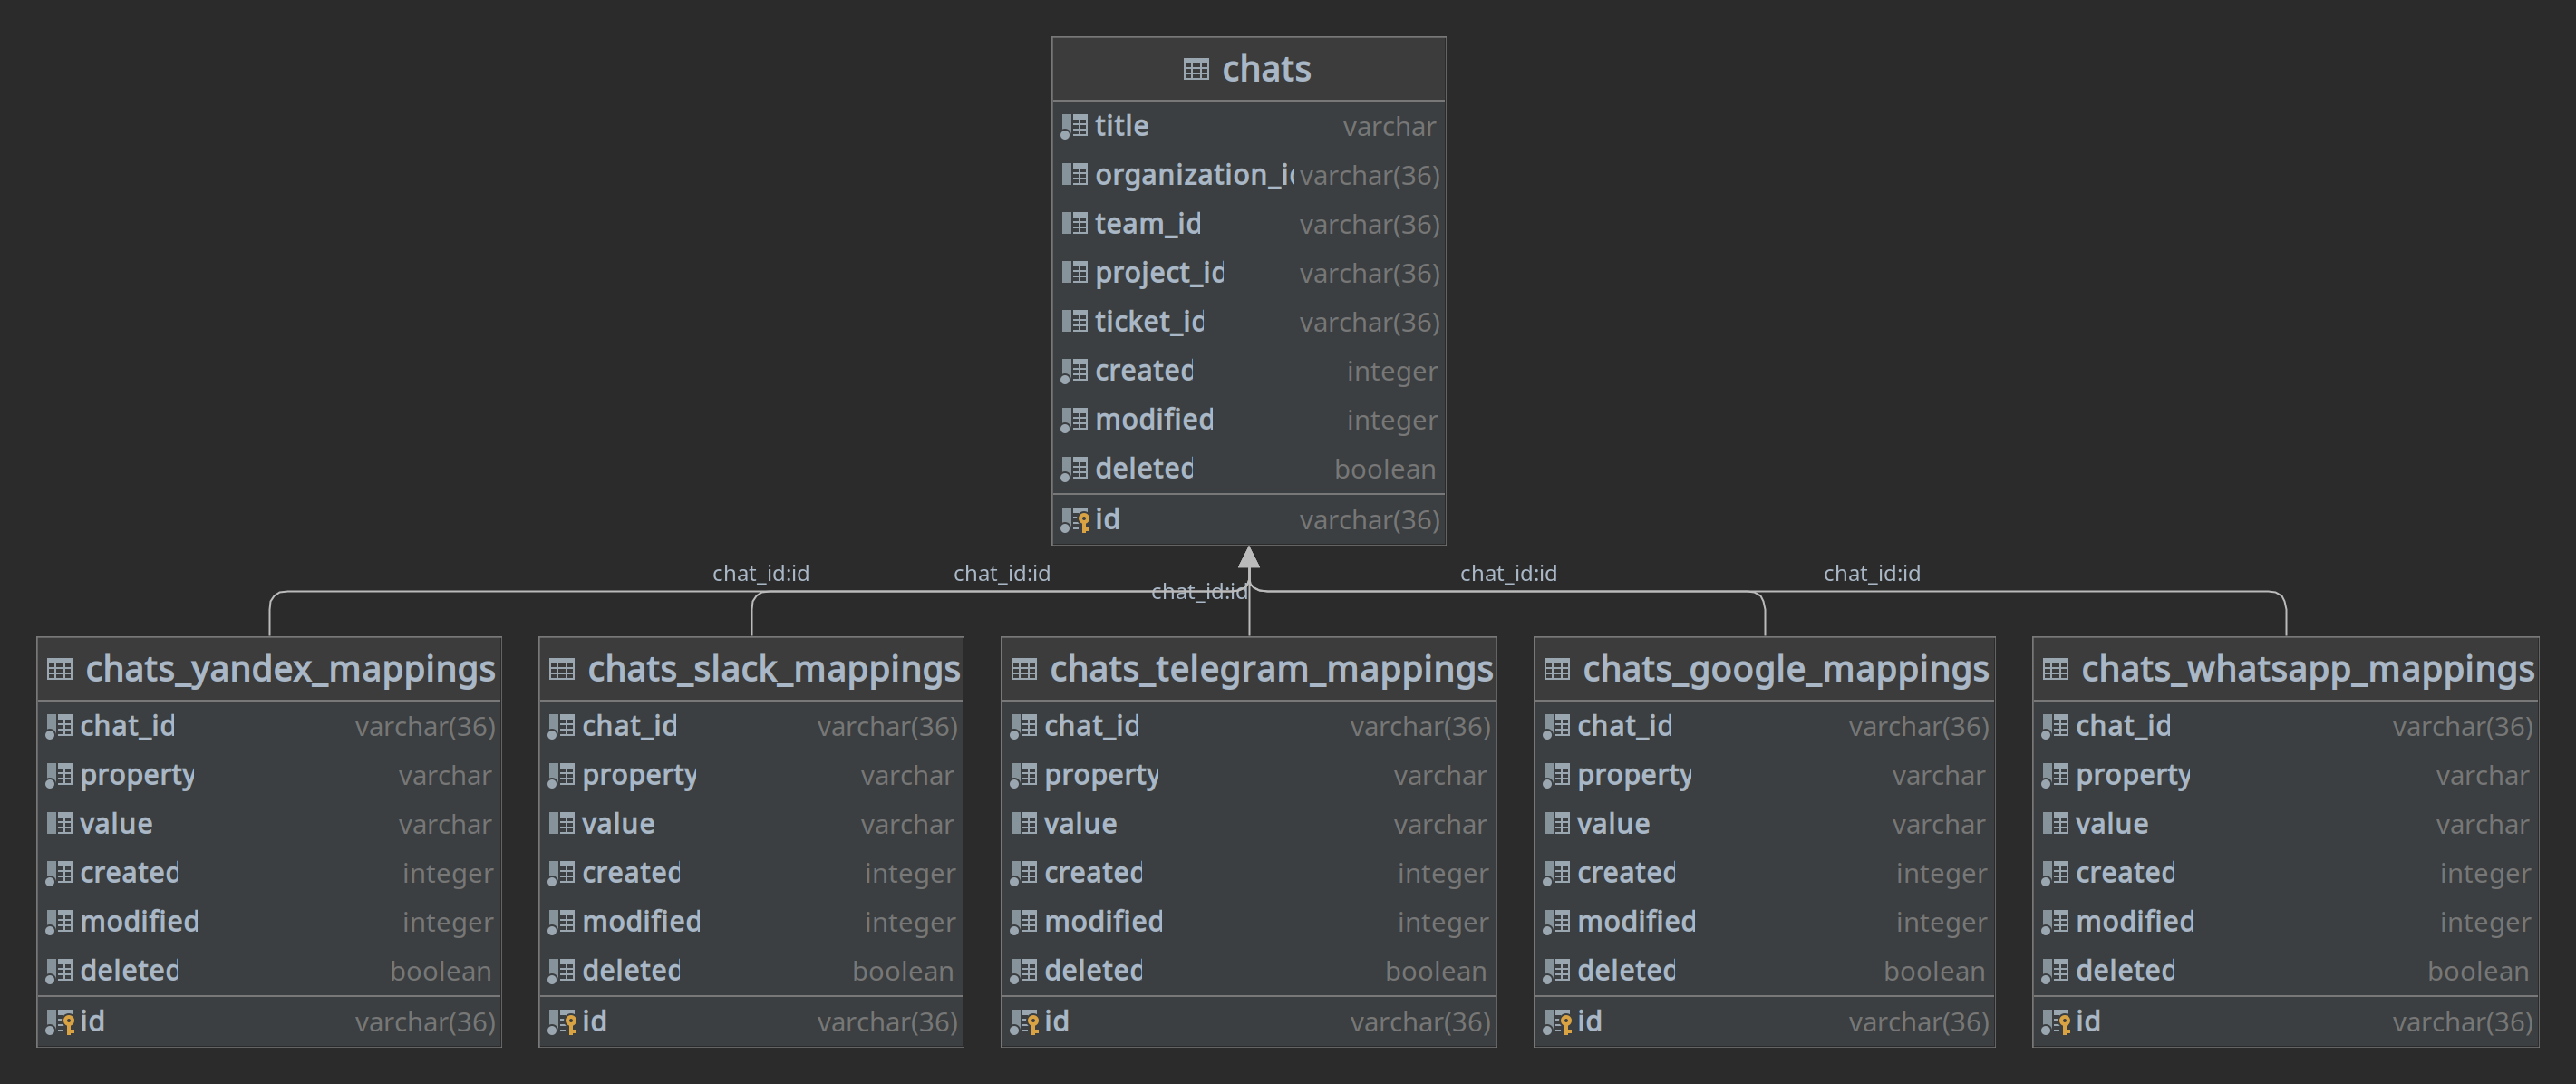 chats
title varchar
organization_i varchar(36)
team_id varchar(36)
project_id varchar(36)
ticket_id varchar(36)
created integer
modified integer
deleted boolean
id varchar(36)
chat_id:id
chat_id:id
chat_id:id
chat_id:id
chat_id:id
chats_yandex_mappings
chat_id varchar(36)
property varchar
value varchar
created integer
modified integer
deleted boolean
id varchar(36)
chats_slack_mappings
chat_id varchar(36)
property varchar
value varchar
created integer
modified integer
deleted boolean
id varchar(36)
chats_telegram_mappings
chat_id varchar(36)
property varchar
value varchar
created integer
modified integer
deleted boolean
id varchar(36)
chats_google_mappings
chat_id varchar(36)
property varchar
value varchar
created integer
modified integer
deleted boolean
id varchar(36)
chats_whatsapp_mappings
chat_id varchar(36)
property varchar
value varchar
created integer
modified integer
deleted boolean
id varchar(36)